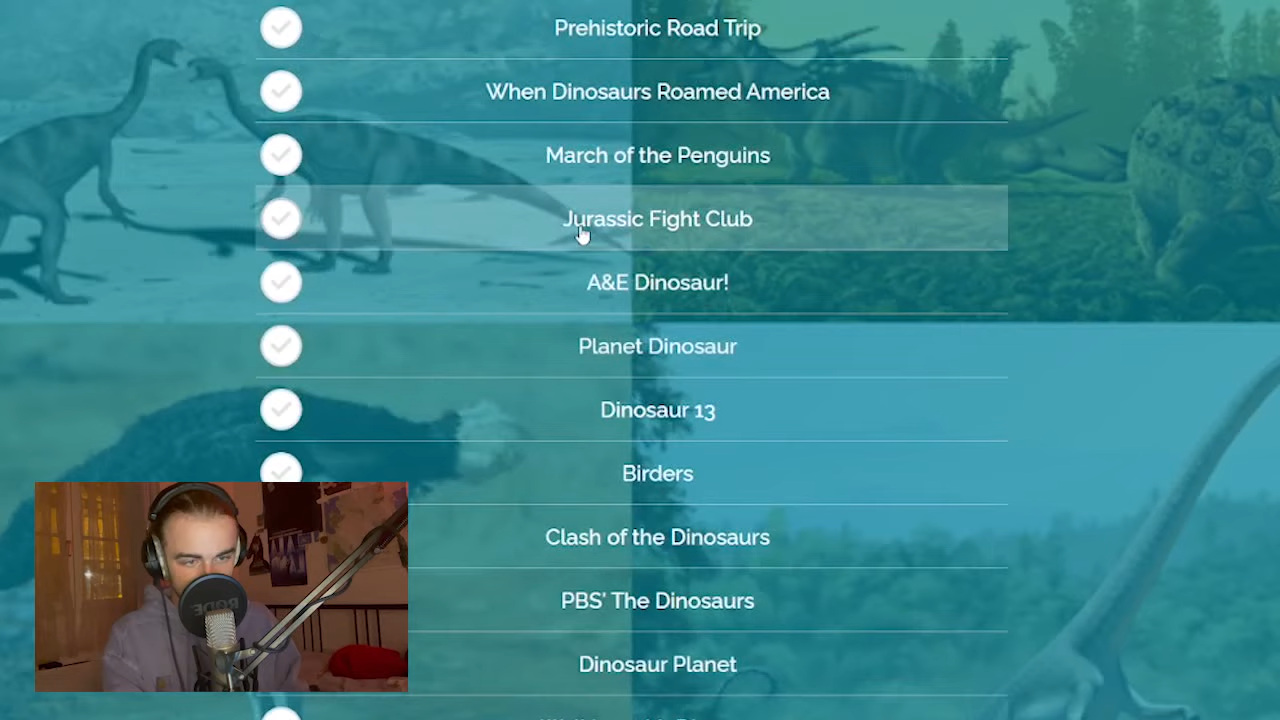 Prehistoric Road Trip
When Dinosaurs Roamed America
March of the Penguins
Jurassic Fight Club
A&E Dinosaur!
Planet Dinosaur
Dinosaur 13
Birders
Clash of the Dinosaurs
PBS' The Dinosaurs
Dinosaur Planet
RODE